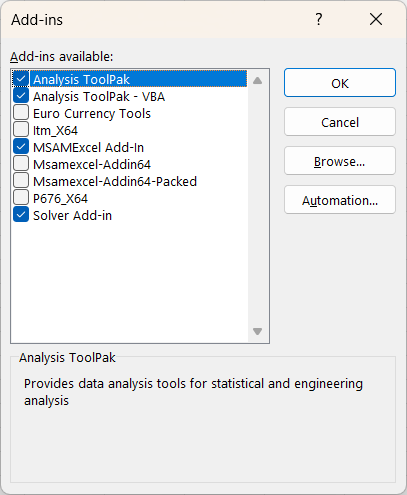 Add-ins
?
Add-ins available:
Analysis ToolPak
Analysis ToolPak - VBA
Euro Currency Tools
Itm_X64
MSAMExcel Add-In
Msamexcel-Addin64
Msamexcel-Addin64-Packed
P676_X64
Solver Add-in
OK
Cancel
Browse...
Automation...
Analysis ToolPak
Provides data analysis tools for statistical and engineering
analysis